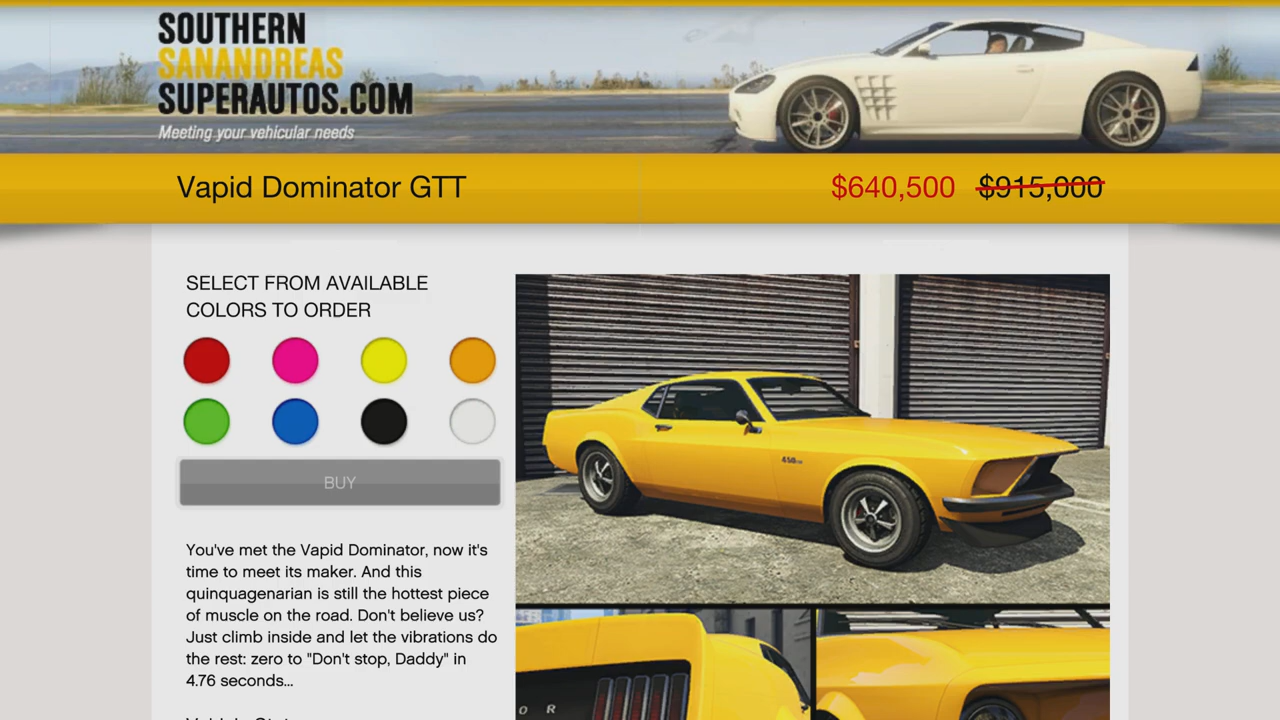 SOUTHERN
SANANDREAS
SUPERAUTOS.COM
Meeting your vehicular needs
Vapid Dominator GTT
$640,500 $915,000
SELECT FROM AVAILABLE
COLORS TO ORDER
BUY
You've met the Vapid Dominator, now it's
time to meet its maker. And this
quinquagenarian is still the hottest piece
of muscle on the road. Don't believe us?
Just climb inside and let the vibrations do
the rest: zero to "Don't stop, Daddy" in
4.76 seconds...
O R